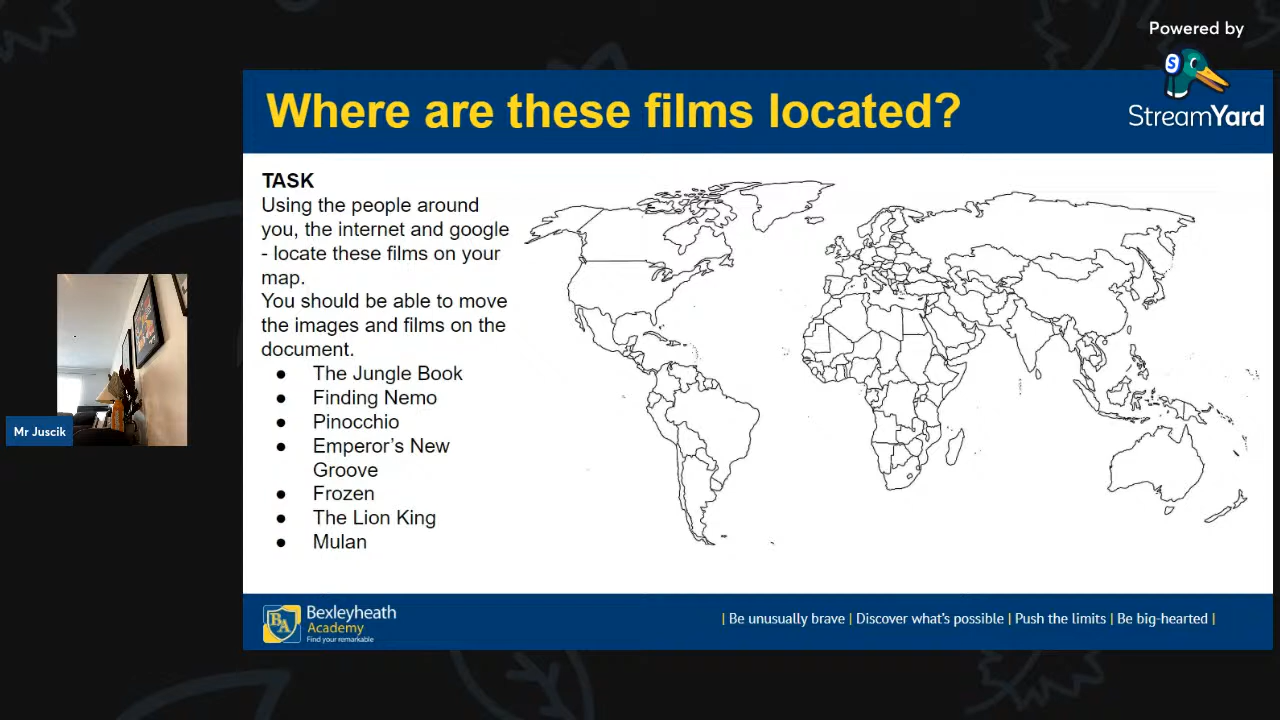 Powered by
StreamYard
Where are these films located?
TASK
Using the people around
you, the internet and google
- locate these films on your
map.
You should be able to move
the images and films on the
document.
● The Jungle Book
● Finding Nemo
● Pinocchio
● Emperor's New
Groove
● Frozen
● The Lion King
● Mulan
Mr Juscik
BA
Bexleyheath
Academy
Find your remarkable
| Be unusually brave | Discover what's possible | Push the limits | Be big-hearted |